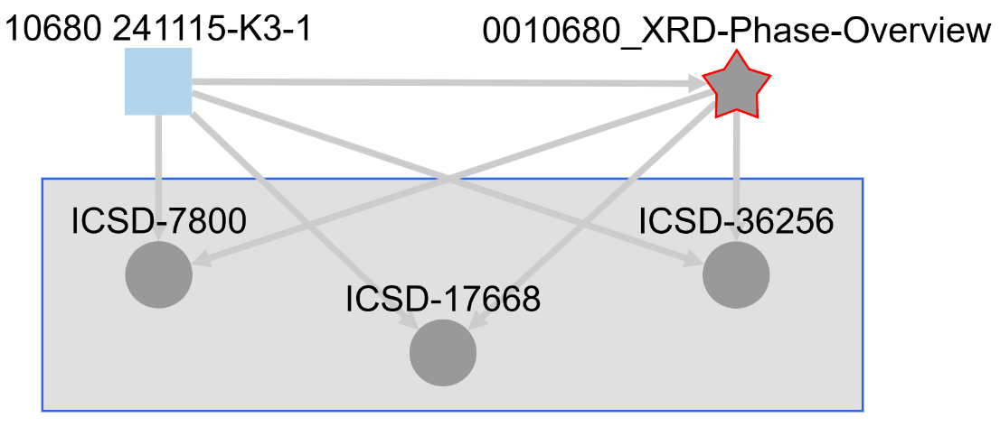 10680 241115-K3-1
0010680_XRD-Phase-Overview
ICSD-7800
ICSD-36256
ICSD-17668